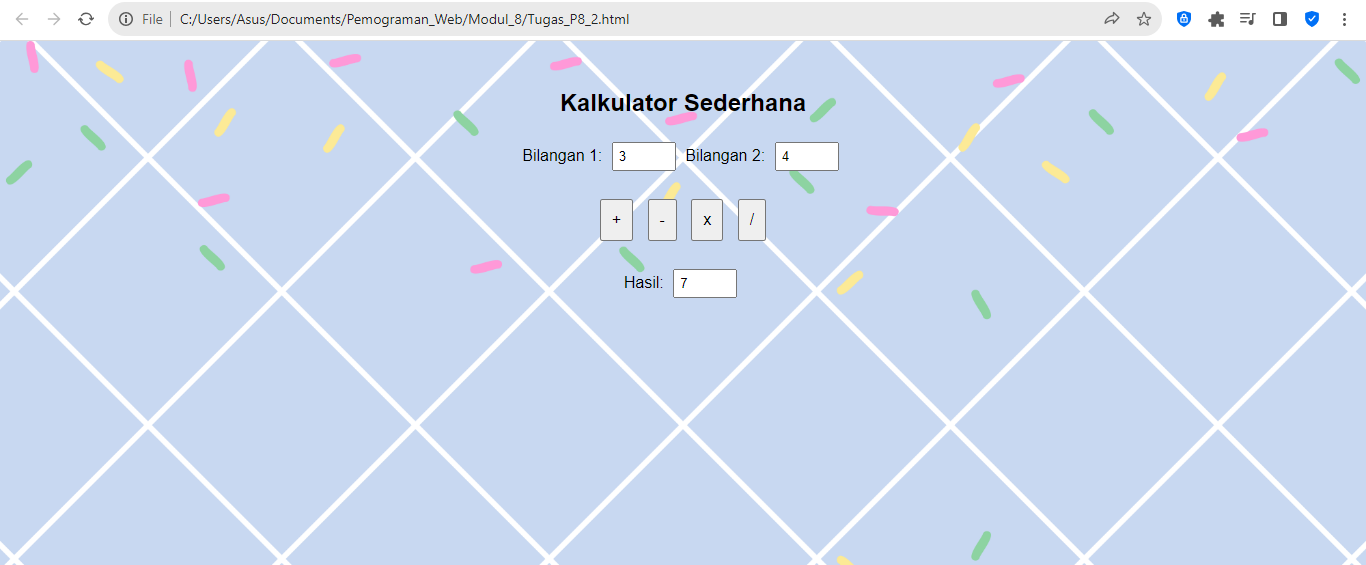 File C:/Users/Asus/Documents/Pemograman_Web/Modul_8/Tugas_P8_2.html
Kalkulator Sederhana
Bilangan 1: 3 Bilangan 2: 4
+ - x /
Hasil: 7